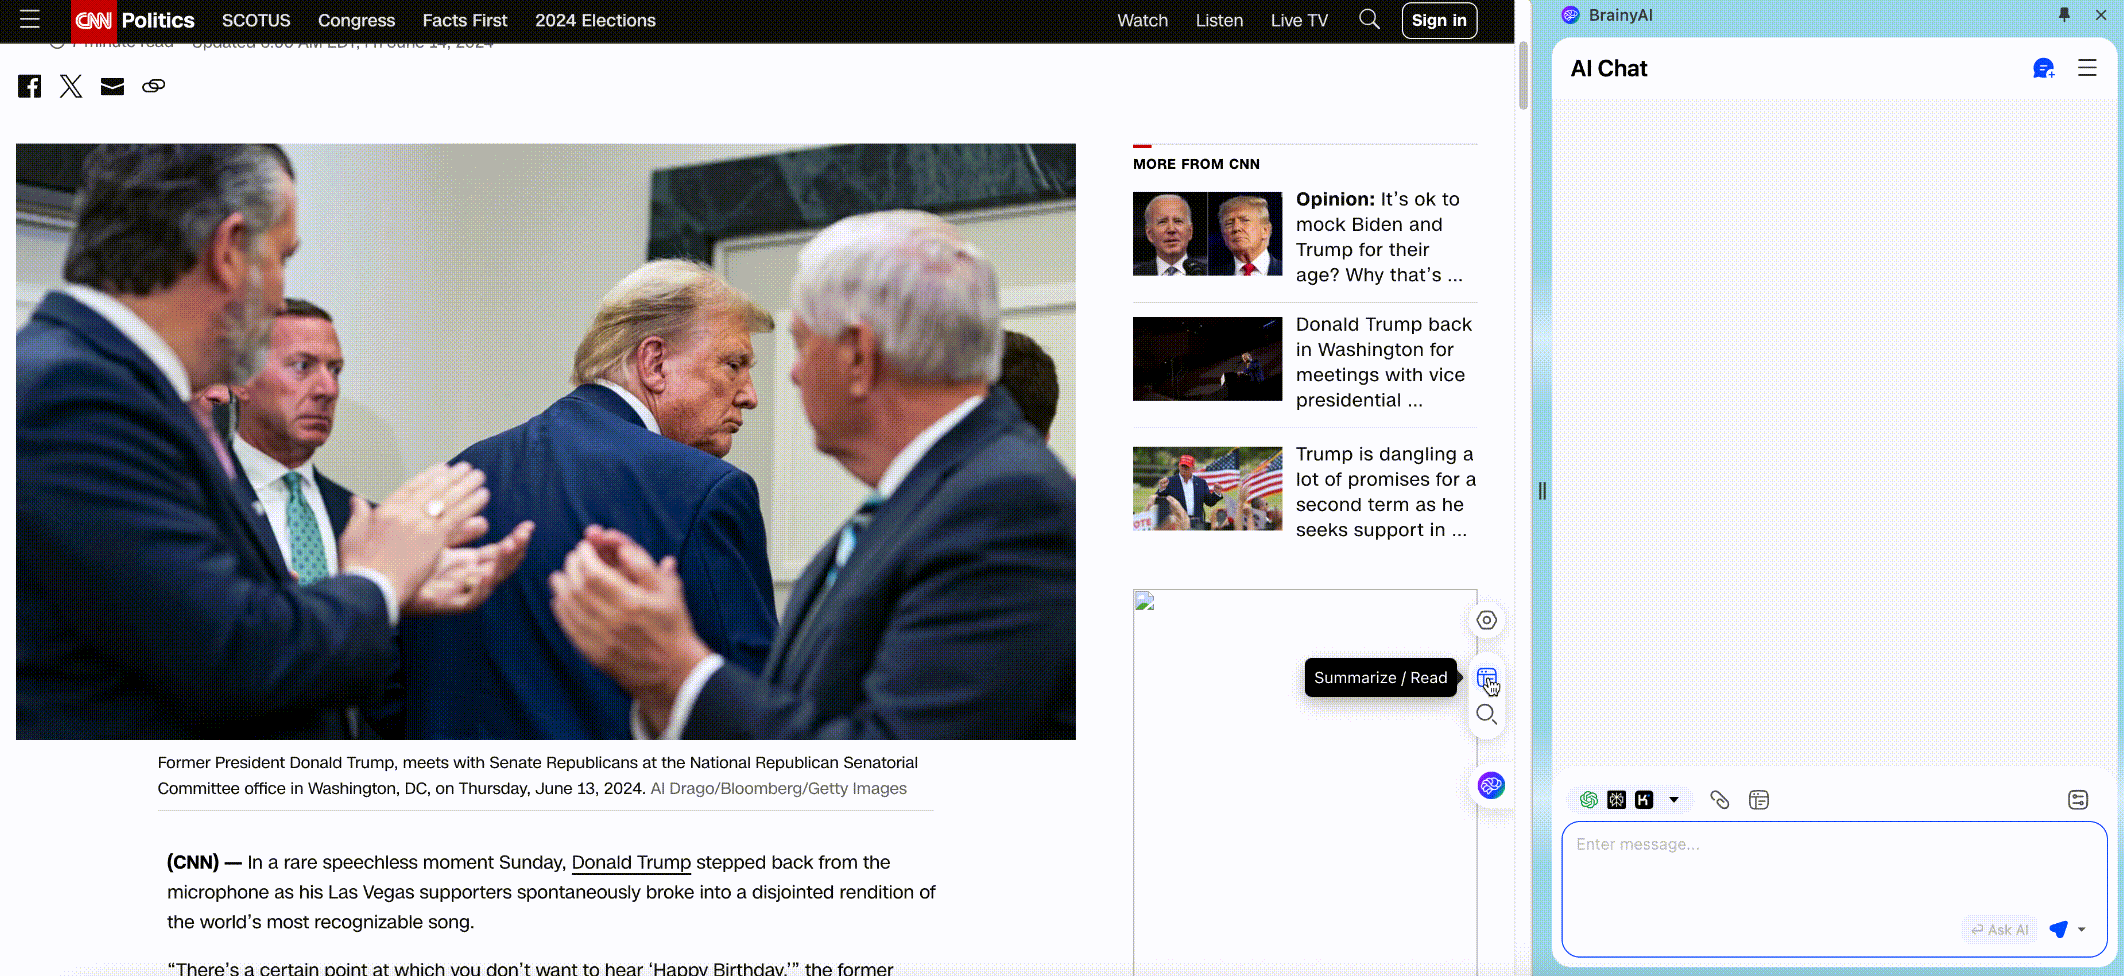 CNN Politics SCOTUS Congress Facts First 2024 Elections Watch Listen Live TV Sign in
MORE FROM CNN
Opinion: It's ok to
mock Biden and
Trump for their
age? Why that's ...
Donald Trump back
in Washington for
meetings with vice
presidential ...
Trump is dangling a
lot of promises for a
second term as he
seeks support in ...
Summarize / Read
Former President Donald Trump, meets with Senate Republicans at the National Republican Senatorial
Committee office in Washington, DC, on Thursday, June 13, 2024. Al Drago/Bloomberg/Getty Images
(CNN) — In a rare speechless moment Sunday, Donald Trump stepped back from the
microphone as his Las Vegas supporters spontaneously broke into a disjointed rendition of
the world's most recognizable song.
“There's a certain point at which you don't want to hear ‘Happy Birthday,’” the former
BrainyAI
AI Chat
Enter message...
Ask AI